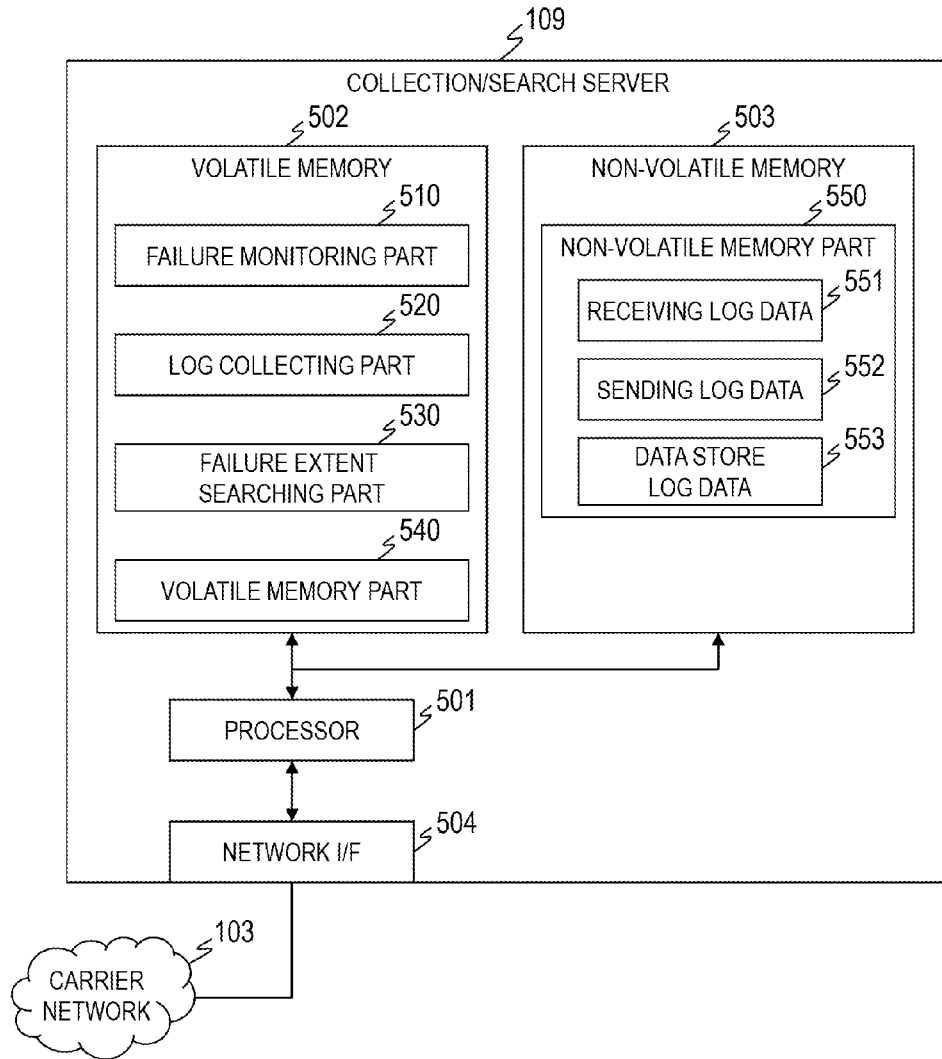 109
COLLECTION/SEARCH SERVER
502
VOLATILE MEMORY
510
FAILURE MONITORING PART
520
LOG COLLECTING PART
530
FAILURE EXTENT
SEARCHING PART
540
VOLATILE MEMORY PART
503
NON-VOLATILE MEMORY
550
NON-VOLATILE MEMORY PART
551
RECEIVING LOG DATA
552
SENDING LOG DATA
553
DATA STORE
LOG DATA
501
PROCESSOR
504
NETWORK I/F
103
CARRIER
NETWORK